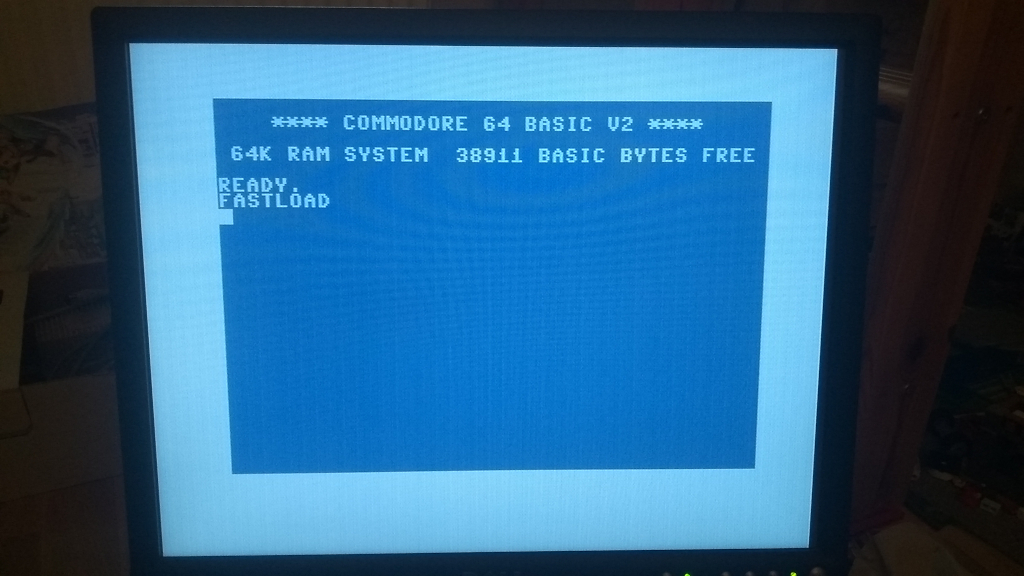 **** COMMODORE 64 BASIC V2 ****
64K RAM SYSTEM  38911 BASIC BYTES FREE
READY.
FASTLOAD